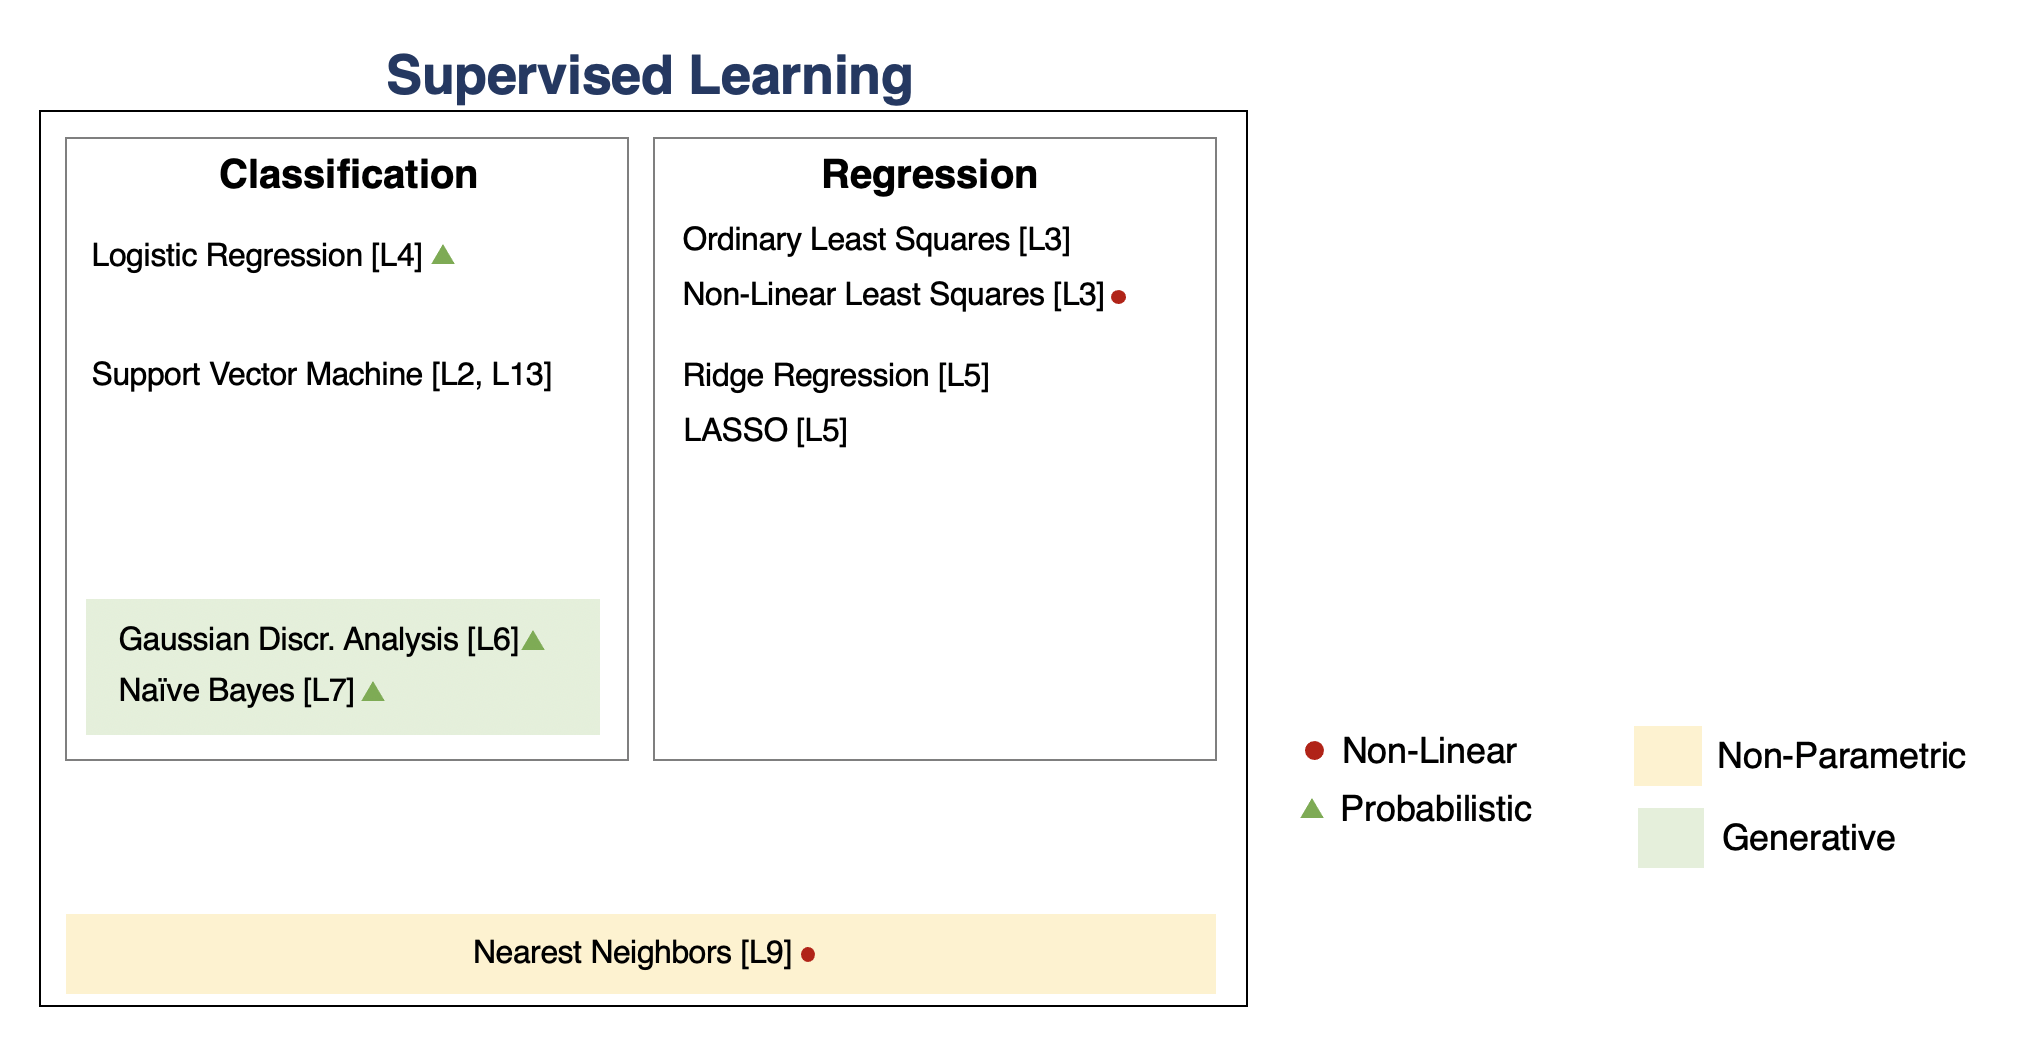 Supervised Learning
Classification
Logistic Regression [L4]
Support Vector Machine [L2, L13]
Gaussian Discr. Analysis [L6]
Naïve Bayes [L7]
Regression
Ordinary Least Squares [L3]
Non-Linear Least Squares [L3]
Ridge Regression [L5]
LASSO [L5]
Nearest Neighbors [L9]
Non-Linear
Probabilistic
Non-Parametric
Generative